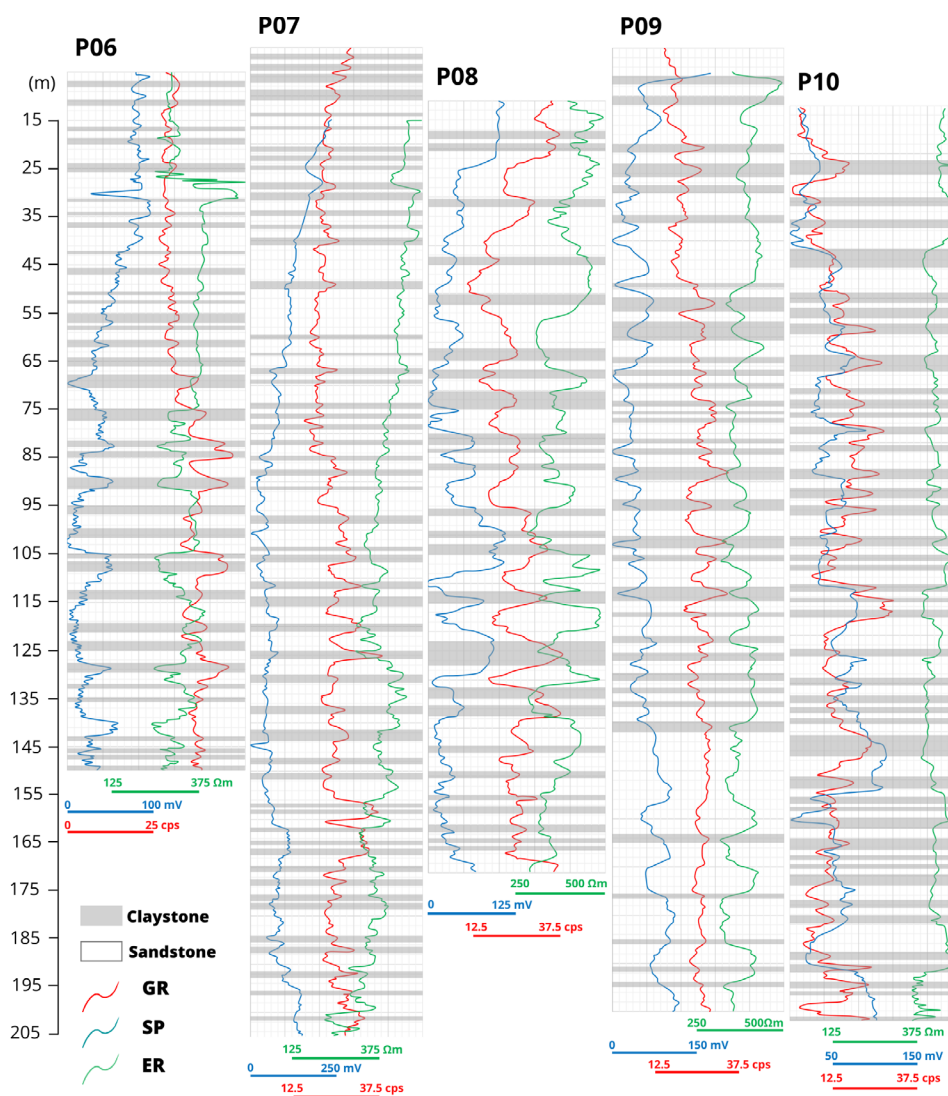 P06
P07
P08
P09
P10
(m)
15
25
35
45
55
65
75
85
95
105
115
125
135
145
155
165
175
185
195
205
125 375 Ωm
0 100 mV
0 25 cps
125 375 Ωm
0 250 mV
12.5 37.5 cps
250 500 Ωm
0 125 mV
12.5 37.5 cps
250 500Ωm
0 150 mV
12.5 37.5 cps
125 375 Ωm
50 150 mV
12.5 37.5 cps
Claystone
Sandstone
GR
SP
ER